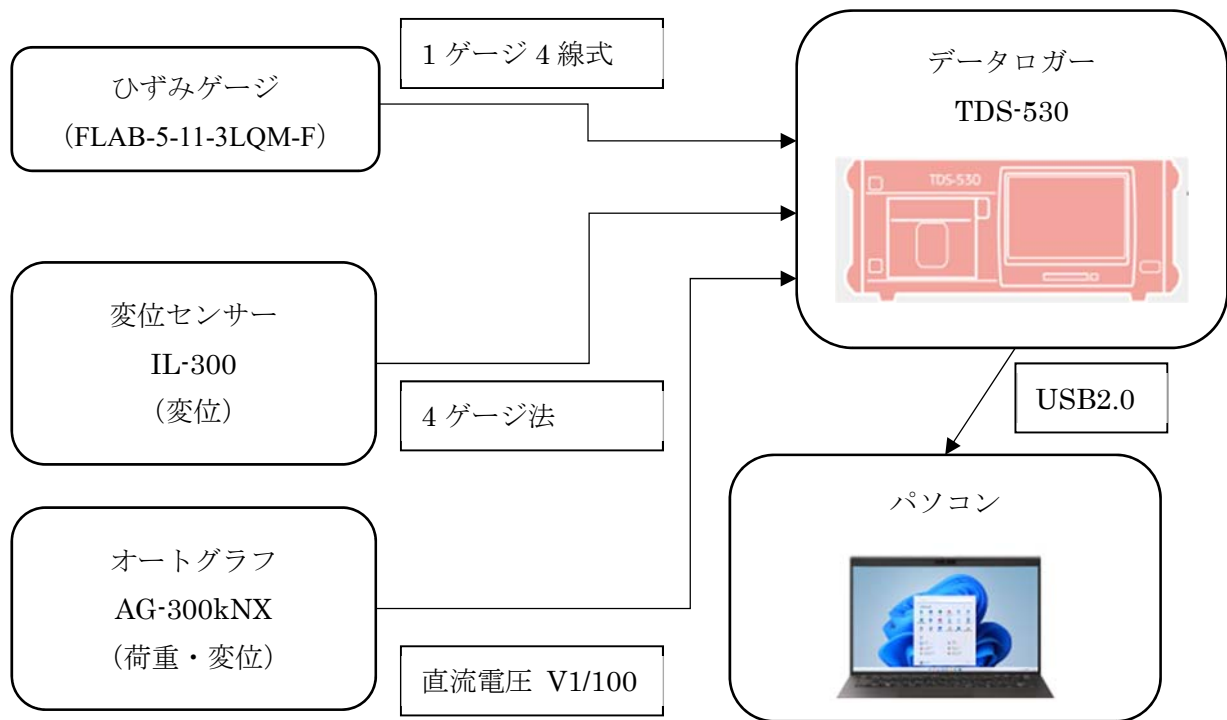 1 ゲージ 4 線式
ひずみゲージ
（FLAB-5-11-3LQM-F）
データロガー
TDS-530
TDS-530
変位センサー
IL-300
（変位）
4 ゲージ法
USB2.0
オートグラフ
AG-300kNX
（荷重・変位）
直流電圧 V1/100
パソコン